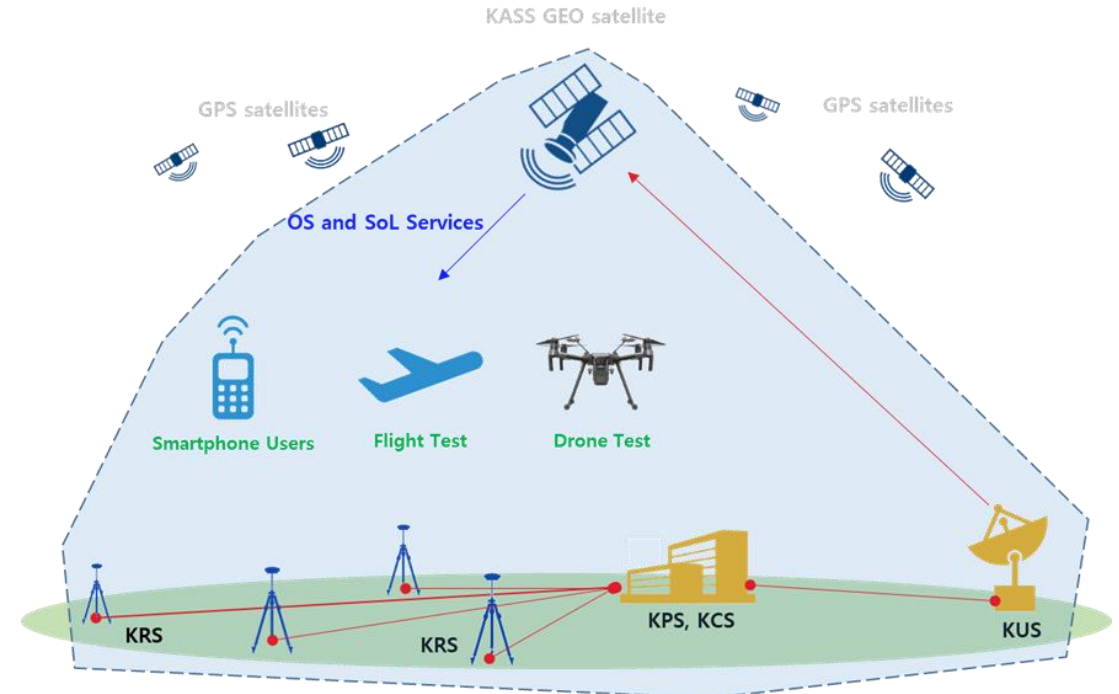 KASS GEO satellite
GPS satellites
GPS satellites
OS and SoL Services
Smartphone Users
Flight Test
Drone Test
KRS
KRS
KPS, KCS
KUS